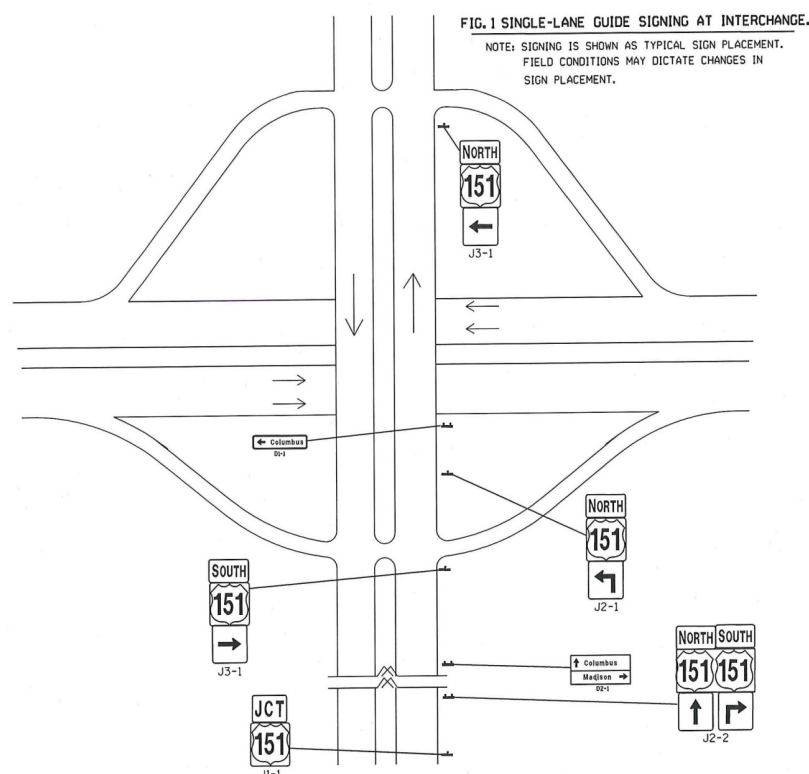 FIG. 1 SINGLE-LANE GUIDE SIGNING AT INTERCHANGE.
NOTE: SIGNING IS SHOWN AS TYPICAL SIGN PLACEMENT.
FIELD CONDITIONS MAY DICTATE CHANGES IN
SIGN PLACEMENT.
NORTH
151
←
J3-1
← Columbus
D1-1
NORTH
151
↰
J2-1
SOUTH
151
→
J3-1
↑ Columbus
Madison →
D2-1
NORTH SOUTH
151 151
↑ ↱
J2-2
JCT
151
J1-1